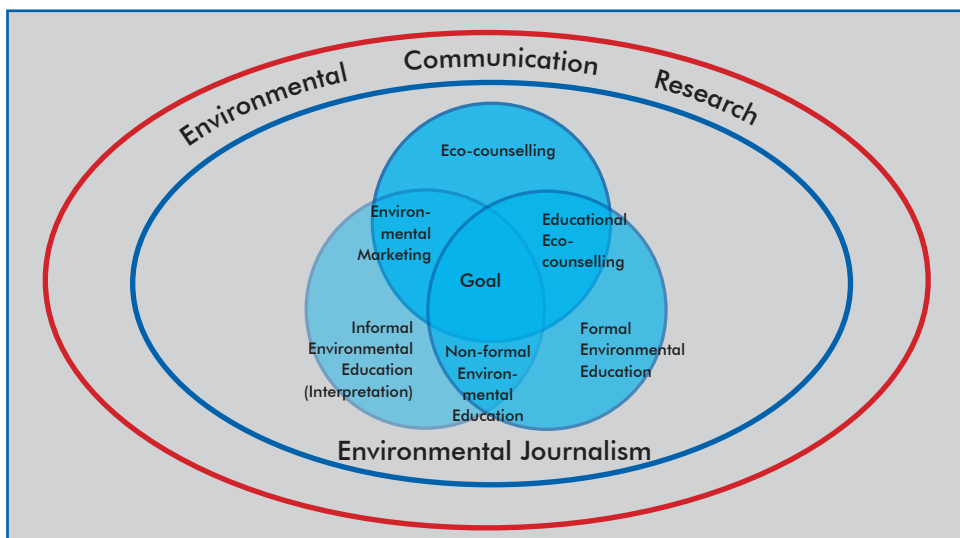 Environmental Communication Research
Eco-counselling
Environ-
mental
Marketing
Educational
Eco-
counselling
Goal
Informal
Environmental
Education
(Interpretation)
Non-formal
Environ-
mental
Education
Formal
Environmental
Education
Environmental Journalism